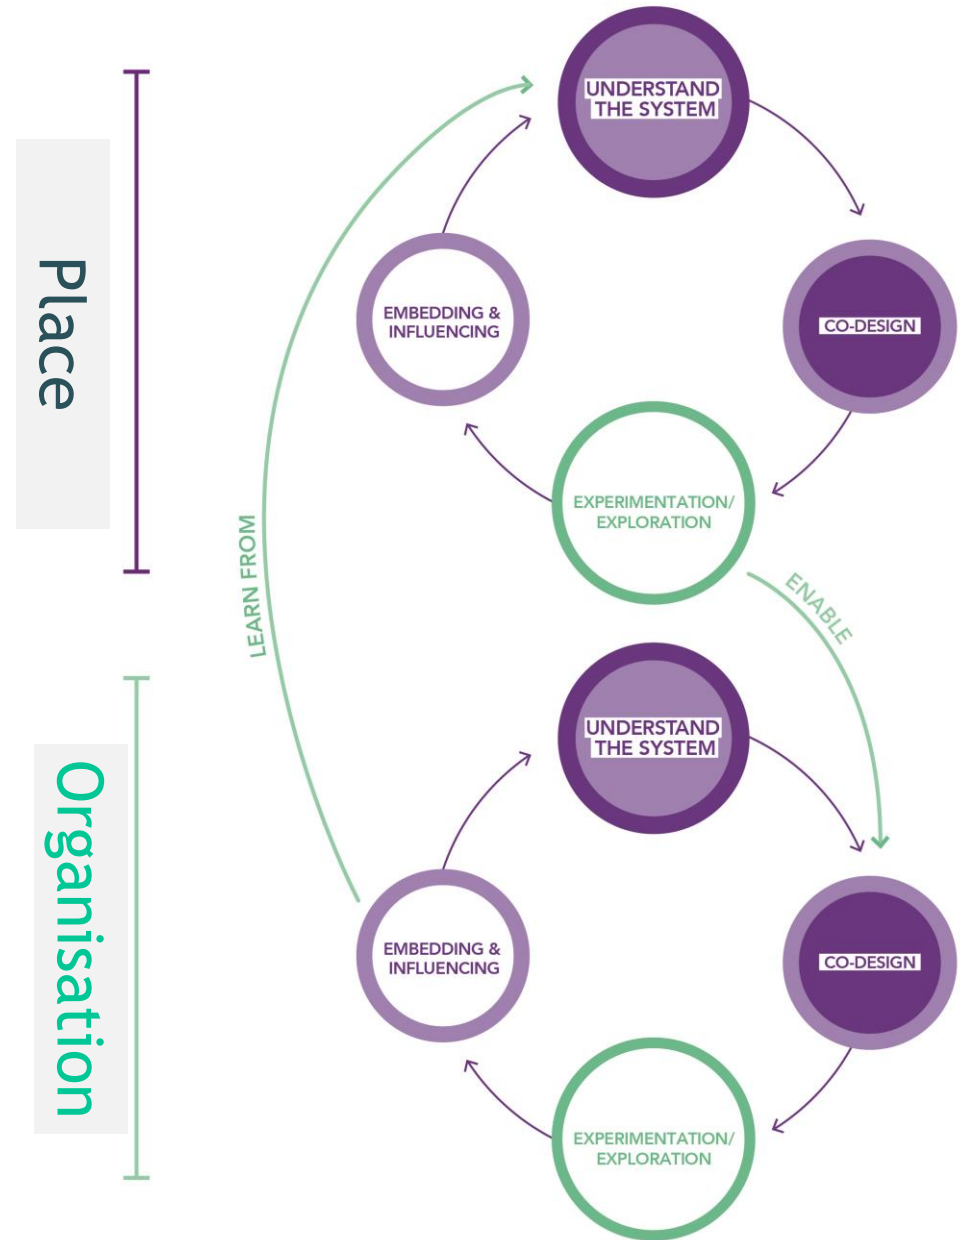 Place
UNDERSTAND
THE SYSTEM
EMBEDDING &
INFLUENCING
CO-DESIGN
EXPERIMENTATION/
EXPLORATION
LEARN FROM
ENABLE
Organisation
UNDERSTAND
THE SYSTEM
EMBEDDING &
INFLUENCING
CO-DESIGN
EXPERIMENTATION/
EXPLORATION